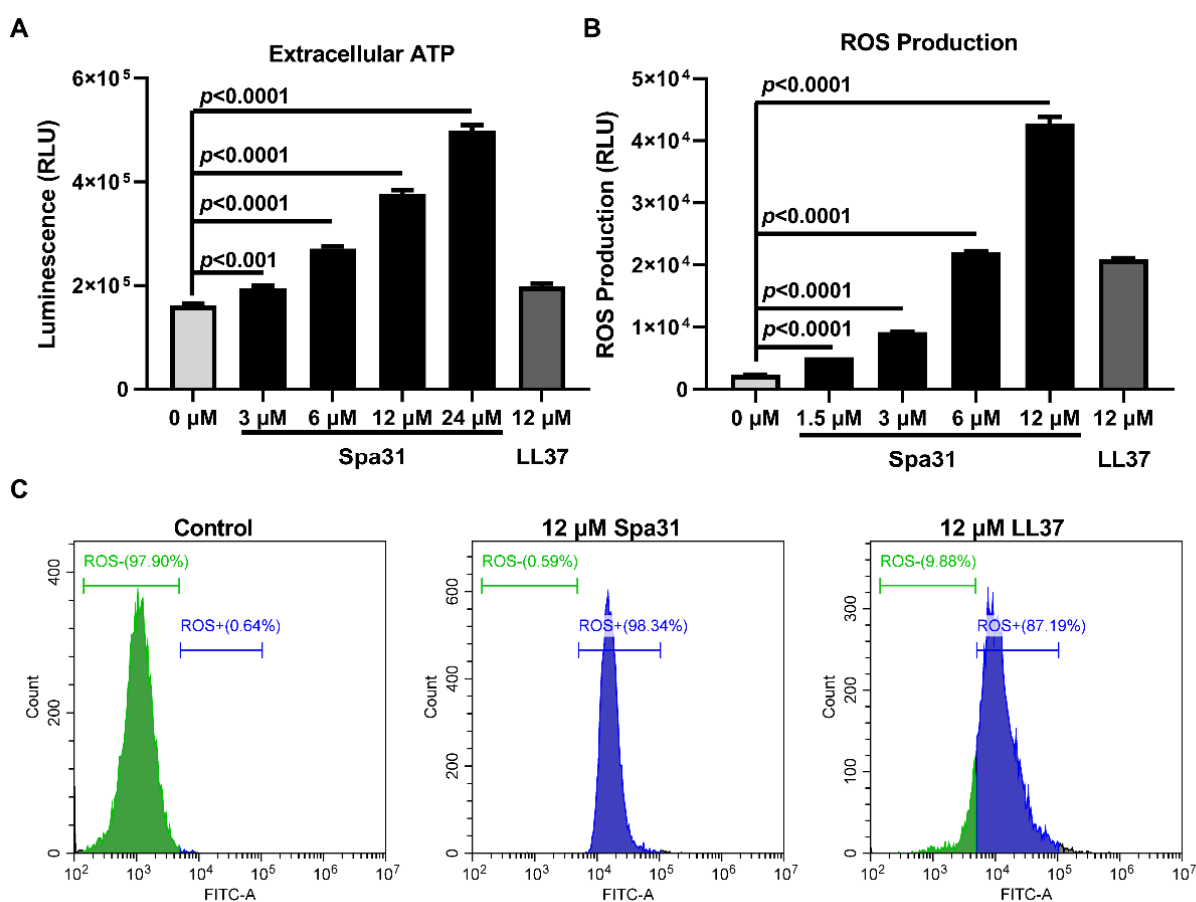 A
Extracellular ATP
Luminescence (RLU)
6×10⁵
4×10⁵
2×10⁵
0
p<0.0001
p<0.0001
p<0.0001
p<0.001
0 µM 3 µM 6 µM 12 µM 24 µM 12 µM
Spa31 LL37
B
ROS Production
ROS Production (RLU)
5×10⁴
4×10⁴
3×10⁴
2×10⁴
1×10⁴
0
p<0.0001
p<0.0001
p<0.0001
p<0.0001
0 µM 1.5 µM 3 µM 6 µM 12 µM 12 µM
Spa31 LL37
C
Control
ROS-(97.90%)
ROS+(0.64%)
Count
400
200
0
10² 10³ 10⁴ 10⁵ 10⁶ 10⁷
FITC-A
12 µM Spa31
ROS-(0.59%)
ROS+(98.34%)
Count
600
400
200
0
10² 10³ 10⁴ 10⁵ 10⁶ 10⁷
FITC-A
12 µM LL37
ROS-(9.88%)
ROS+(87.19%)
Count
300
200
100
0
10² 10³ 10⁴ 10⁵ 10⁶ 10⁷
FITC-A